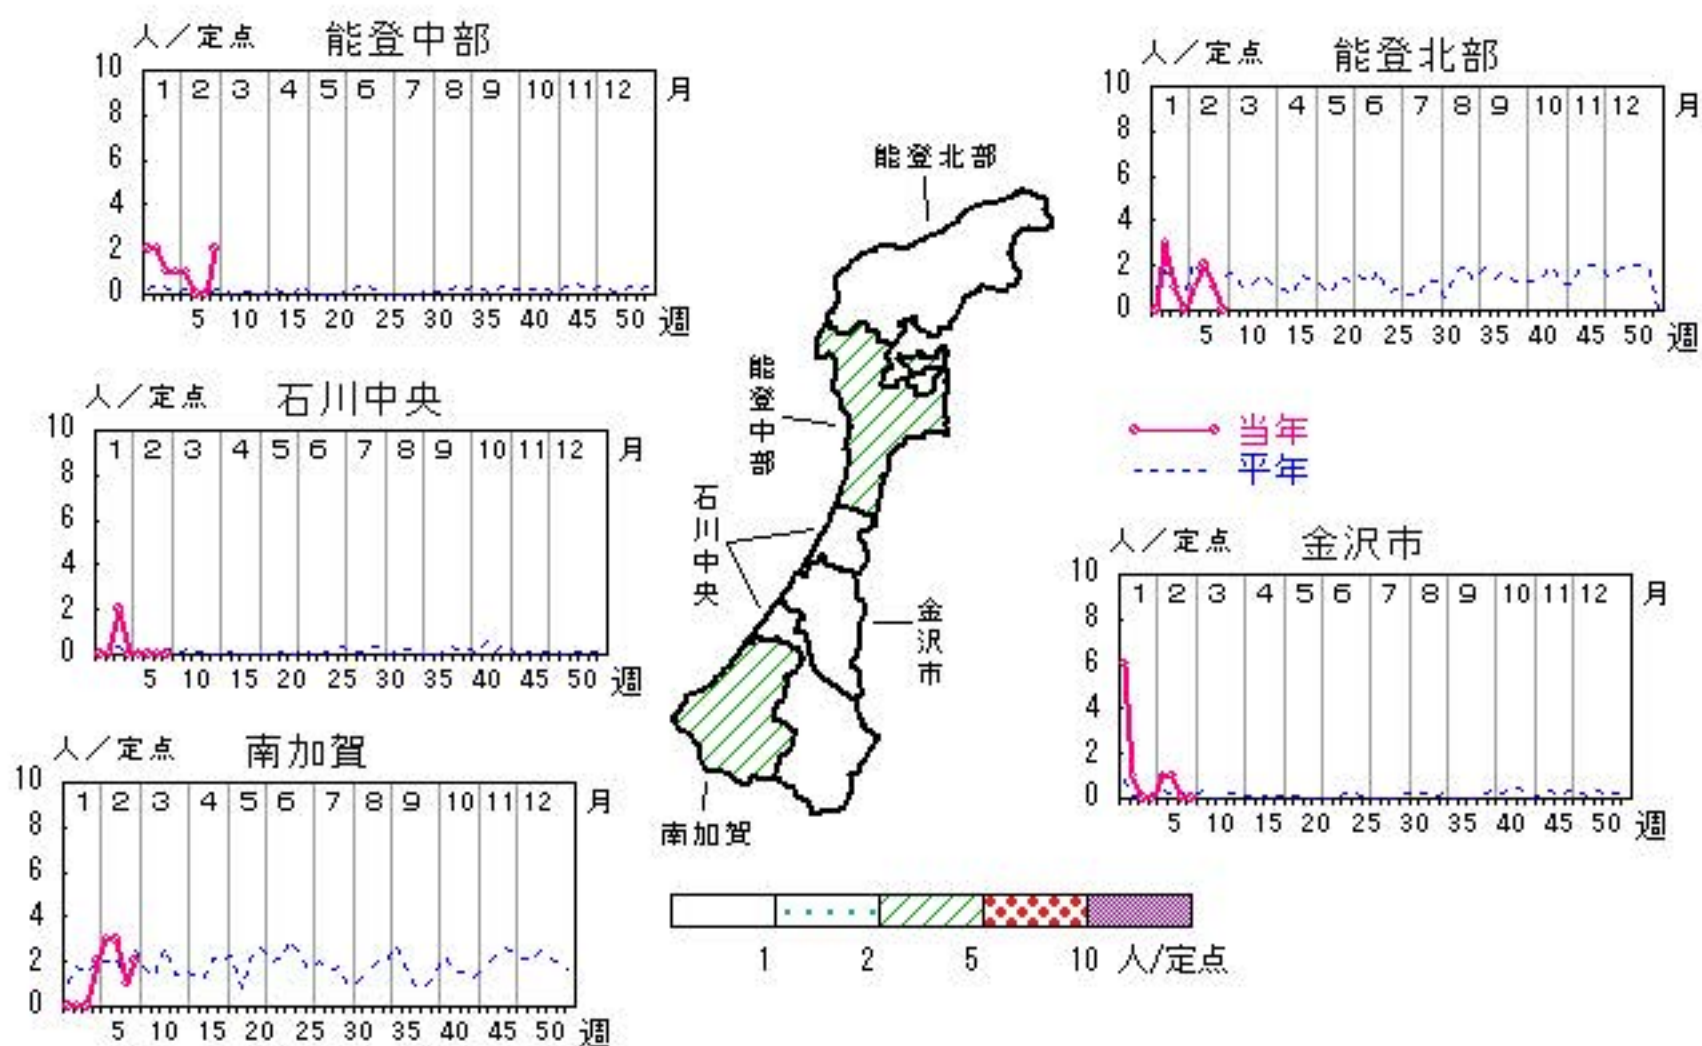 人/定点 能登中部
10 8 6 4 2 0
1 2 3 4 5 6 7 8 9 10 11 12 月
5 10 15 20 25 30 35 40 45 50 週
人/定点 能登北部
10 8 6 4 2 0
1 2 3 4 5 6 7 8 9 10 11 12 月
5 10 15 20 25 30 35 40 45 50 週
人/定点 石川中央
10 8 6 4 2 0
1 2 3 4 5 6 7 8 9 10 12 月
5 10 15 20 25 30 35 40 45 50 週
能登北部
能登中部
石川中央
金沢市
南加賀
当年
平年
人/定点 金沢市
10 8 6 4 2 0
1 2 3 4 5 6 7 8 9 10 11 12 月
5 10 15 20 25 30 35 40 45 50 週
人/定点 南加賀
10 8 6 4 2 0
1 2 3 4 5 6 7 8 9 10 11 12 月
5 10 15 20 25 30 35 40 45 50 週
1 2 5 10 人/定点